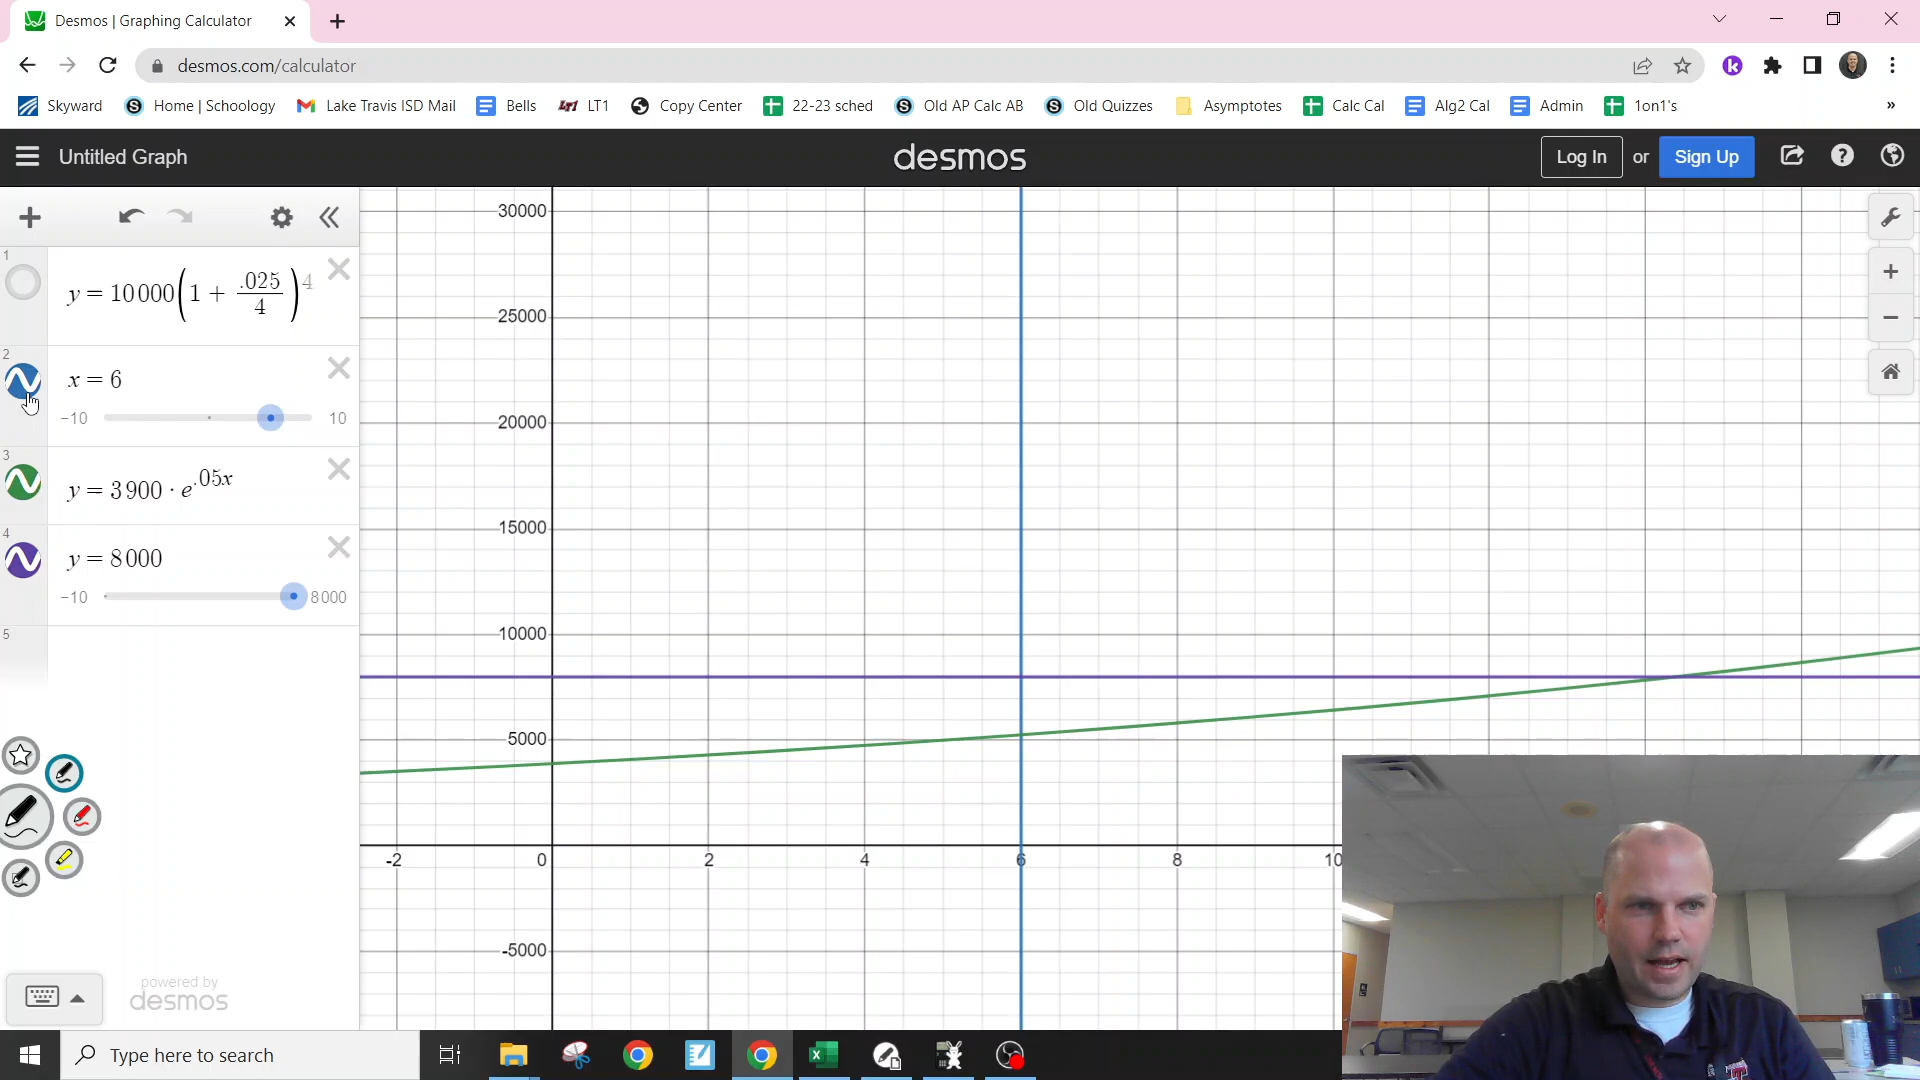 Desmos | Graphing Calculator
desmos.com/calculator
Skyward Home | Schoology Lake Travis ISD Mail Bells LT1 Copy Center 22-23 sched Old AP Calc AB Old Quizzes Asymptotes Calc Cal Alg2 Cal Admin 1on1's »
Untitled Graph desmos Log In or Sign Up
1
y = 10000(1 + .025/4)^4
2
x = 6
-10 10
3
y = 3900 · e^.05x
4
y = 8000
-10 8000
5
powered by
desmos
30000
25000
20000
15000
10000
5000
-2 0 2 4 6 8 10
-5000
Type here to search